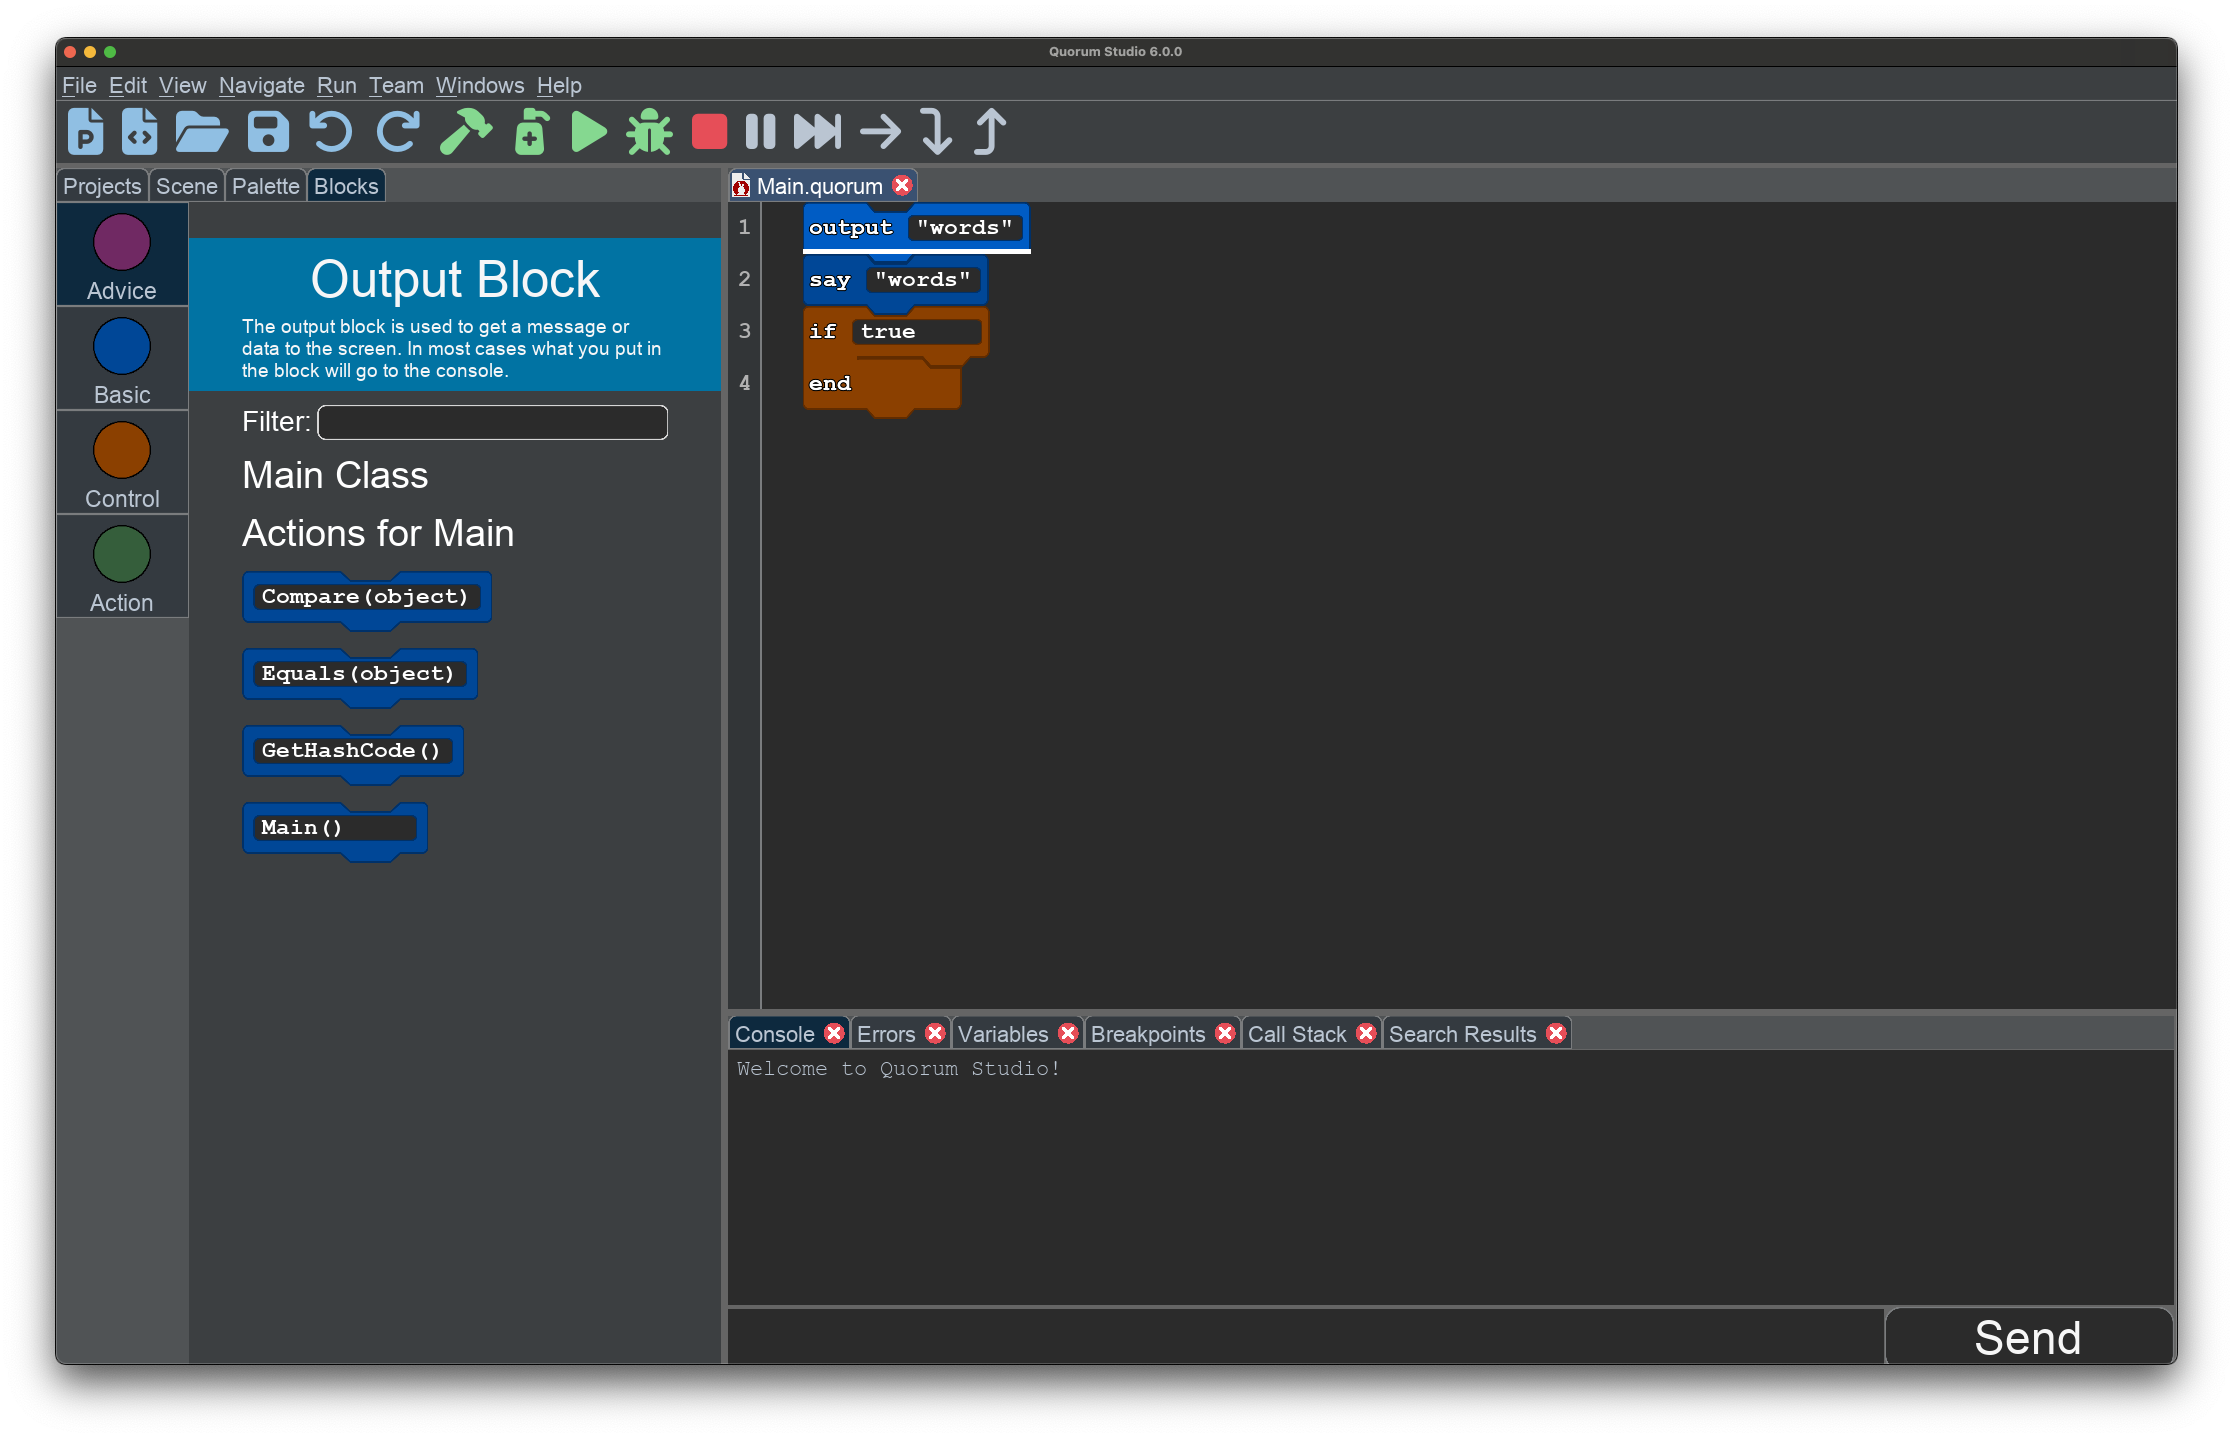 Quorum Studio 6.0.0
File Edit View Navigate Run Team Windows Help
Projects Scene Palette Blocks
Advice
Basic
Control
Action
Output Block
The output block is used to get a message or
data to the screen. In most cases what you put in
the block will go to the console.
Filter:
Main Class
Actions for Main
Compare(object)
Equals(object)
GetHashCode()
Main()
Main.quorum
1 output "words"
2 say "words"
3 if true
4 end
Console Errors Variables Breakpoints Call Stack Search Results
Welcome to Quorum Studio!
Send